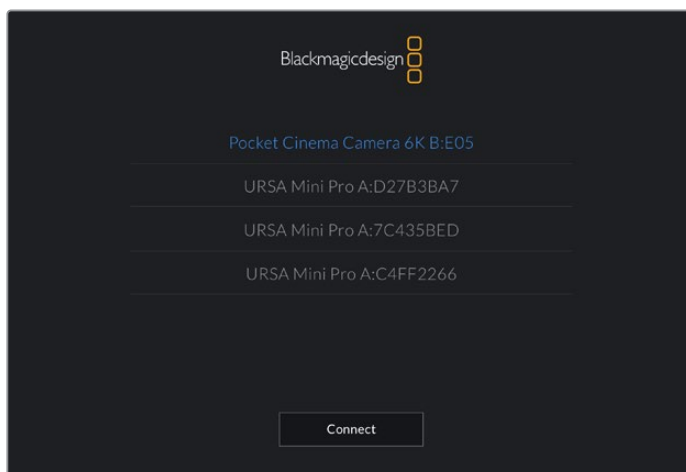 Blackmagicdesign
Pocket Cinema Camera 6K B:E05
URSA Mini Pro A:D27B3BA7
URSA Mini Pro A:7C435BED
URSA Mini Pro A:C4FF2266
Connect